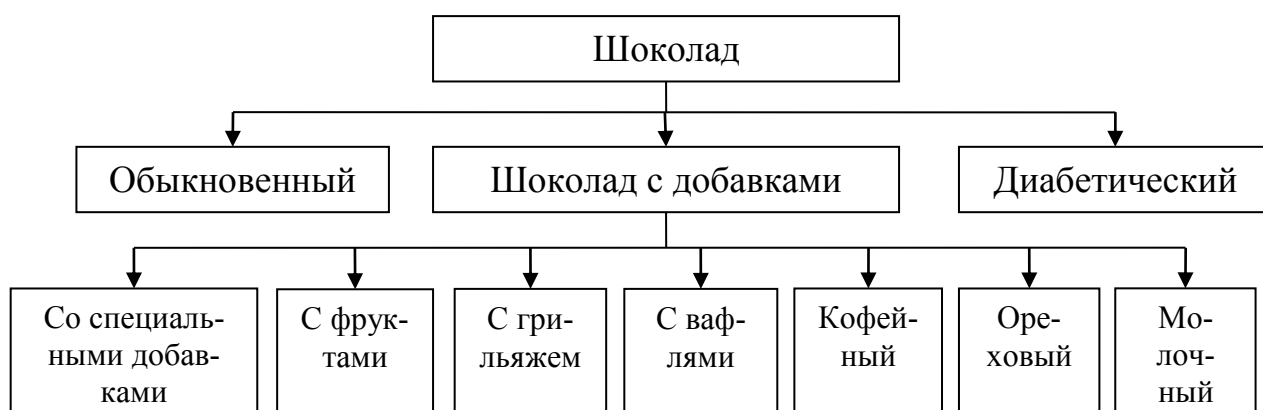 Шоколад
Обыкновенный
Шоколад с добавками
Диабетический
Со специаль-
ными добав-
ками
С фрук-
тами
С гри-
льяжем
С ваф-
лями
Кофей-
ный
Оре-
ховый
Мо-
лоч-
ный